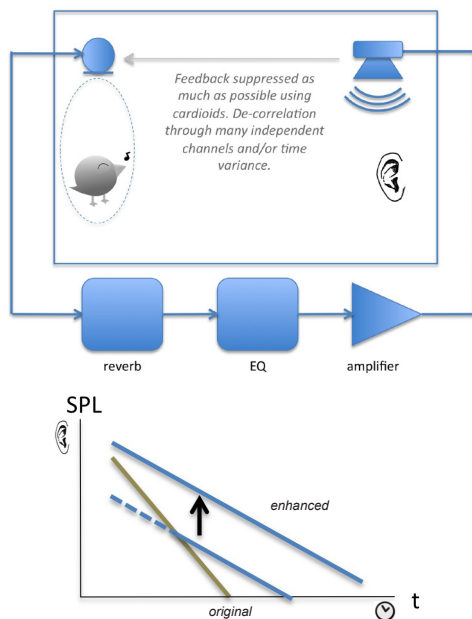 Feedback suppressed as
much as possible using
cardioids. De-correlation
through many independent
channels and/or time
variance.
reverb
EQ
amplifier
SPL
enhanced
original
t